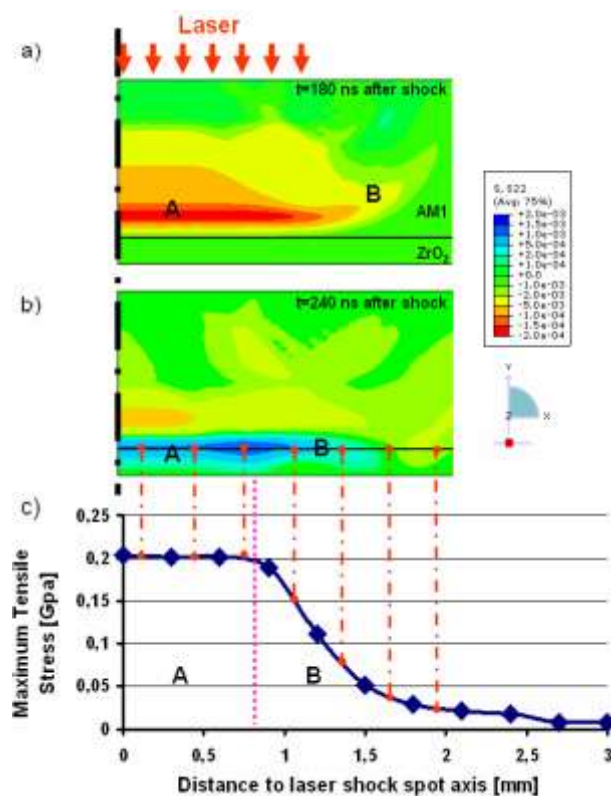 Laser
a)
t=180 ns after shock
A
B
AM1
ZrO2
S, S22
(Avg: 75%)
+2.0e-03
+1.5e-03
+1.0e-03
+5.0e-04
+2.0e-04
+1.0e-04
+0.0
-1.0e-03
-2.0e-03
-5.0e-03
-1.0e-04
-1.5e-04
-2.0e-04
b)
t=240 ns after shock
A
B
Y
Z
X
c)
0,25
0,2
0,15
0,1
0,05
0
Maximum Tensile
Stress [Gpa]
A
B
0
0,5
1
1,5
2
2,5
3
Distance to laser shock spot axis [mm]